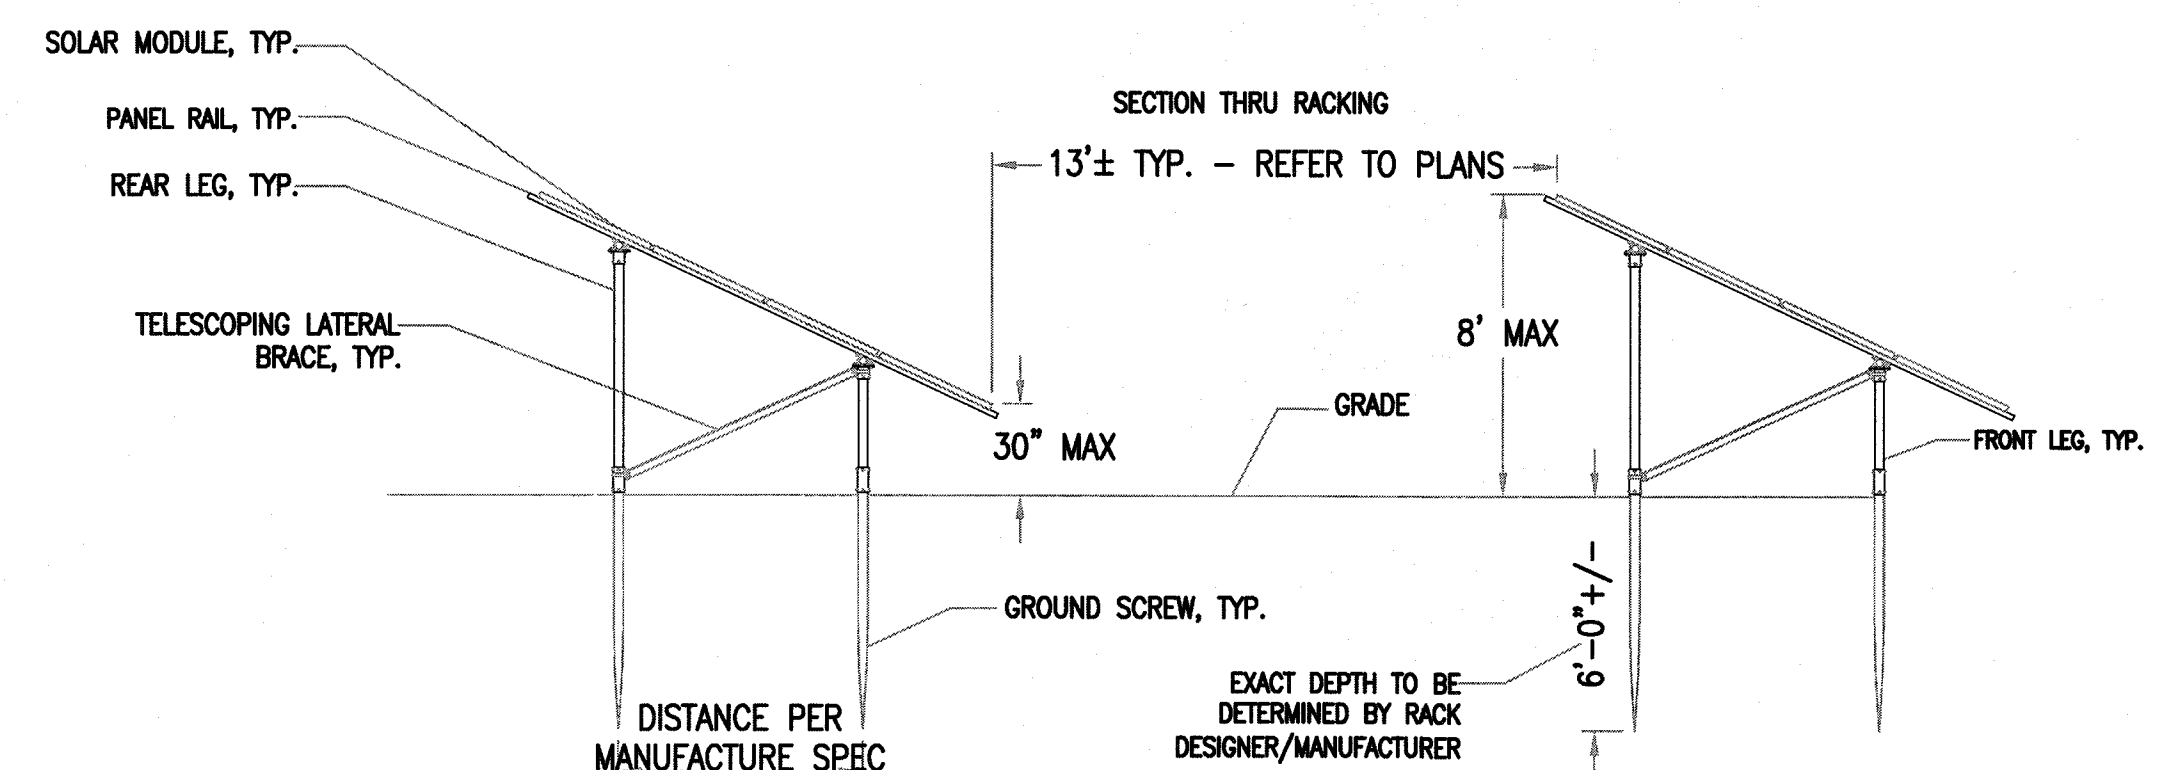 SOLAR MODULE, TYP.
PANEL RAIL, TYP.
REAR LEG, TYP.
TELESCOPING LATERAL
BRACE, TYP.
SECTION THRU RACKING
13'± TYP. - REFER TO PLANS
8' MAX
30" MAX
GRADE
FRONT LEG, TYP.
GROUND SCREW, TYP.
6'-0"+/-
EXACT DEPTH TO BE
DETERMINED BY RACK
DESIGNER/MANUFACTURER
DISTANCE PER
MANUFACTURE SPEC